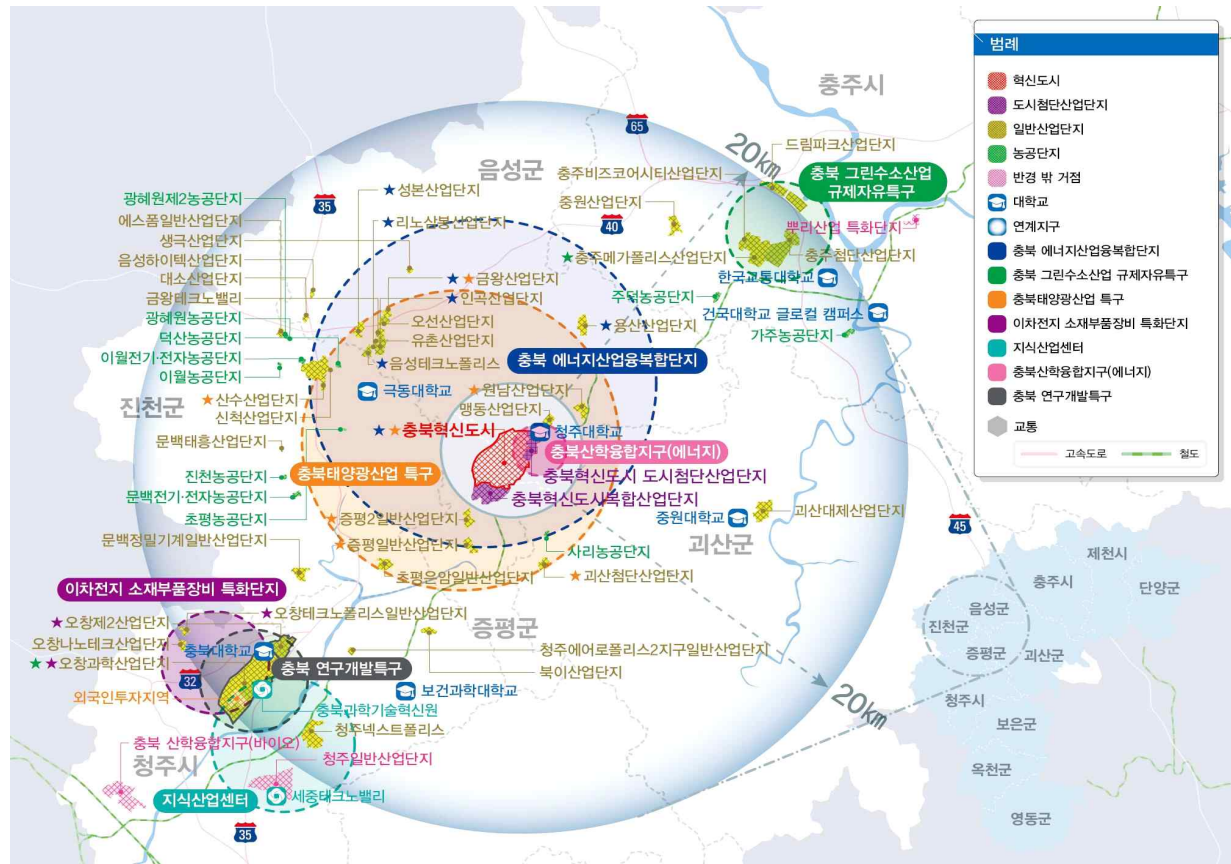 충주시
65
20km
드림파크산업단지
음성군
충주비즈코어시티산업단지
충북 그린수소산업
규제자유특구
광혜원제2농공단지
★성본산업단지
35
에스폼일반산업단지
★리노삼봉산업단지
중원산업단지
40
뿌리산업 특화단지
생극산업단지
음성하이텍산업단지
★충주메가폴리스산업단지
충주첨단산업단지
대소산업단지
★★금왕산업단지
한국교통대학교
금왕테크노밸리
★인곡산업단지
주덕농공단지
건국대학교 글로컬 캠퍼스
광혜원농공단지
오선산업단지
★용산산업단지
가주농공단지
덕산농공단지
유촌산업단지
이월전기·전자농공단지
★음성테크노폴리스
충북 에너지산업융복합단지
이월농공단지
극동대학교
★원남산업단지
진천군
★산수산업단지
맹동산업단지
신척산업단지
★★충북혁신도시
청주대학교
문백태흥산업단지
충북산학융합지구(에너지)
진천농공단지
충북태양광산업 특구
충북혁신도시 도시첨단산업단지
문백전기·전자농공단지
충북혁신도시복합산업단지
초평농공단지
★증평2일반산업단지
중원대학교
괴산대제산업단지
45
문백정밀기계일반산업단지
★증평일반산업단지
사리농공단지
괴산군
초평은암일반산업단지
★괴산첨단산업단지
이차전지 소재부품장비 특화단지
★오창테크노폴리스일반산업단지
★오창제2산업단지
증평군
오창나노테크산업단지
충북대학교
청주에어로폴리스2지구일반산업단지
★★오창과학산업단지
충북 연구개발특구
북이산업단지
32
외국인투자지역
보건과학대학교
20km
충북과학기술혁신원
청주넥스트폴리스
충북 산학융합지구(바이오)
청주일반산업단지
청주시
지식산업센터
세중테크노밸리
35
범례
혁신도시
도시첨단산업단지
일반산업단지
농공단지
반경 밖 거점
대학교
연계지구
충북 에너지산업융복합단지
충북 그린수소산업 규제자유특구
충북태양광산업 특구
이차전지 소재부품장비 특화단지
지식산업센터
충북산학융합지구(에너지)
충북 연구개발특구
교통
고속도로
철도
제천시
충주시
단양군
음성군
진천군
증평군
괴산군
청주시
보은군
옥천군
영동군